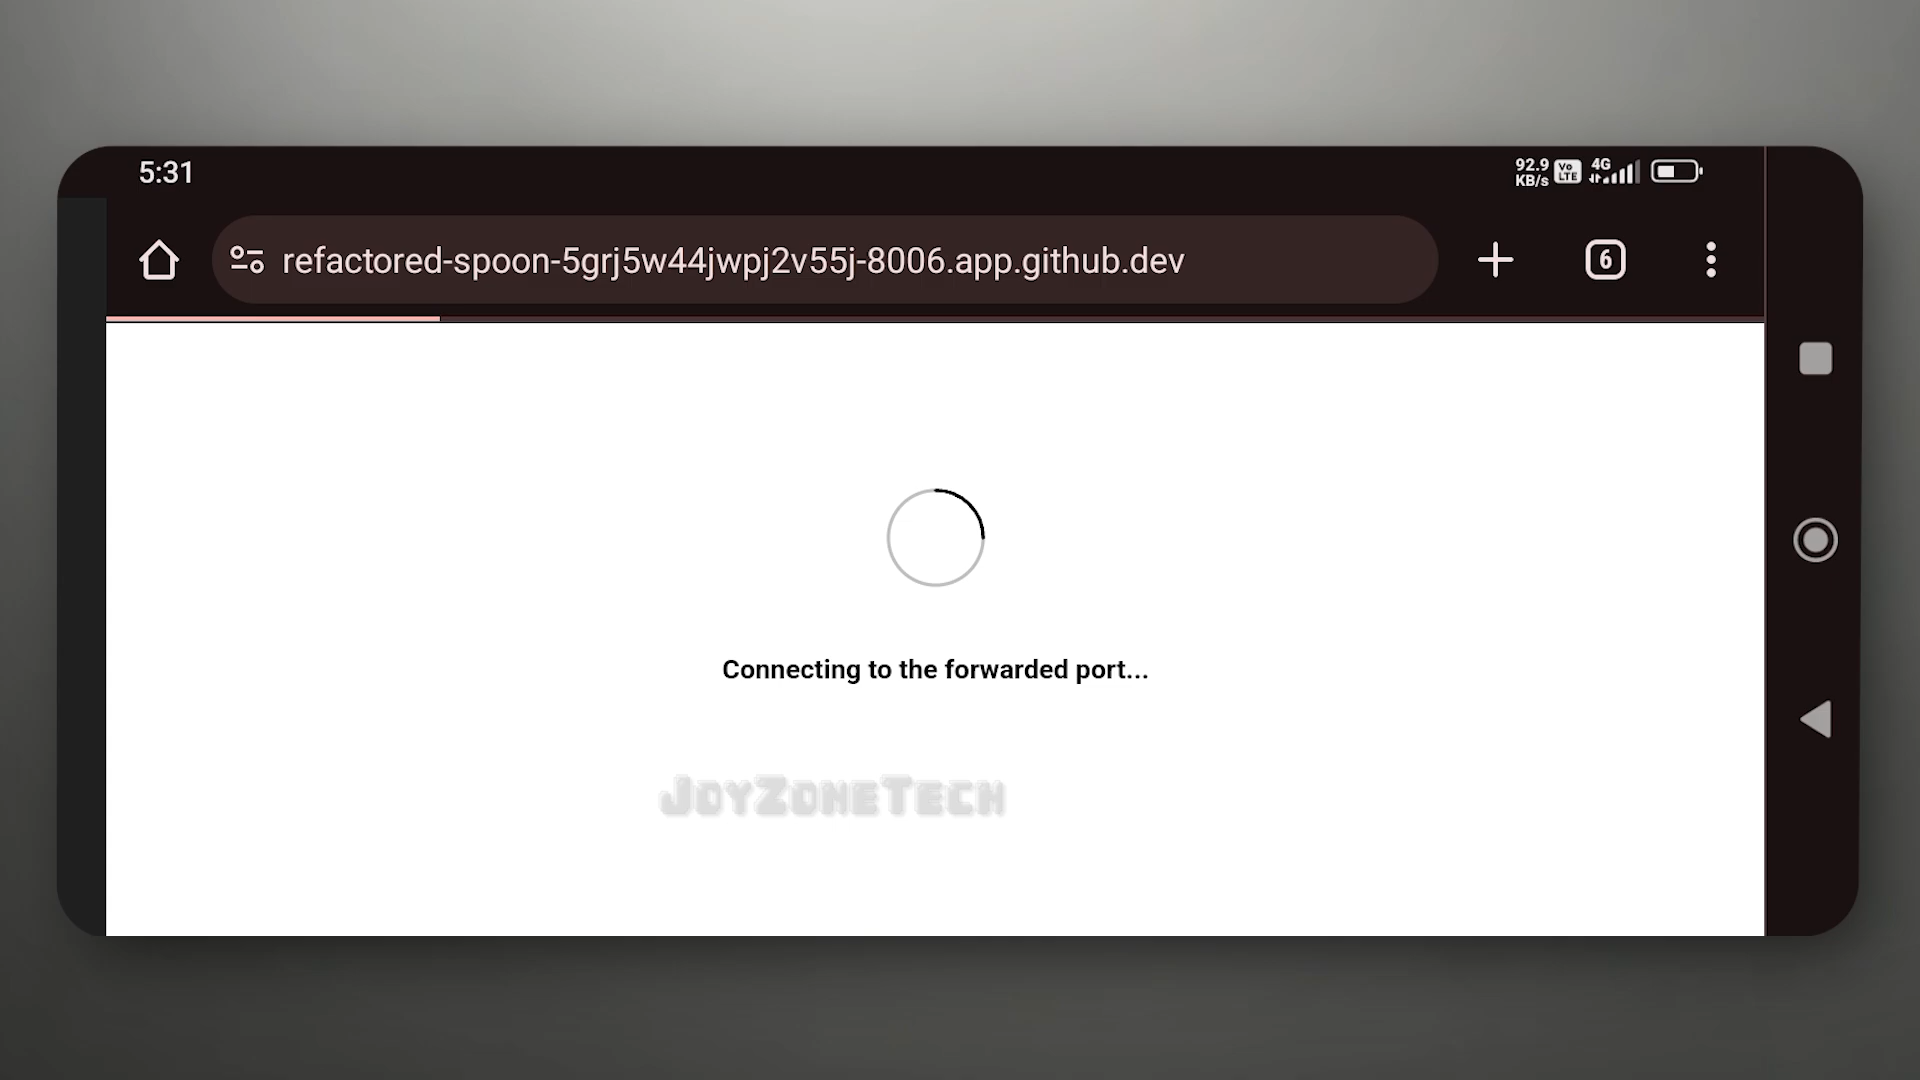 5:31
92.9
KB/s
Vo
LTE
4G
refactored-spoon-5grj5w44jwpj2v55j-8006.app.github.dev
6
Connecting to the forwarded port...
JoyZoneTech